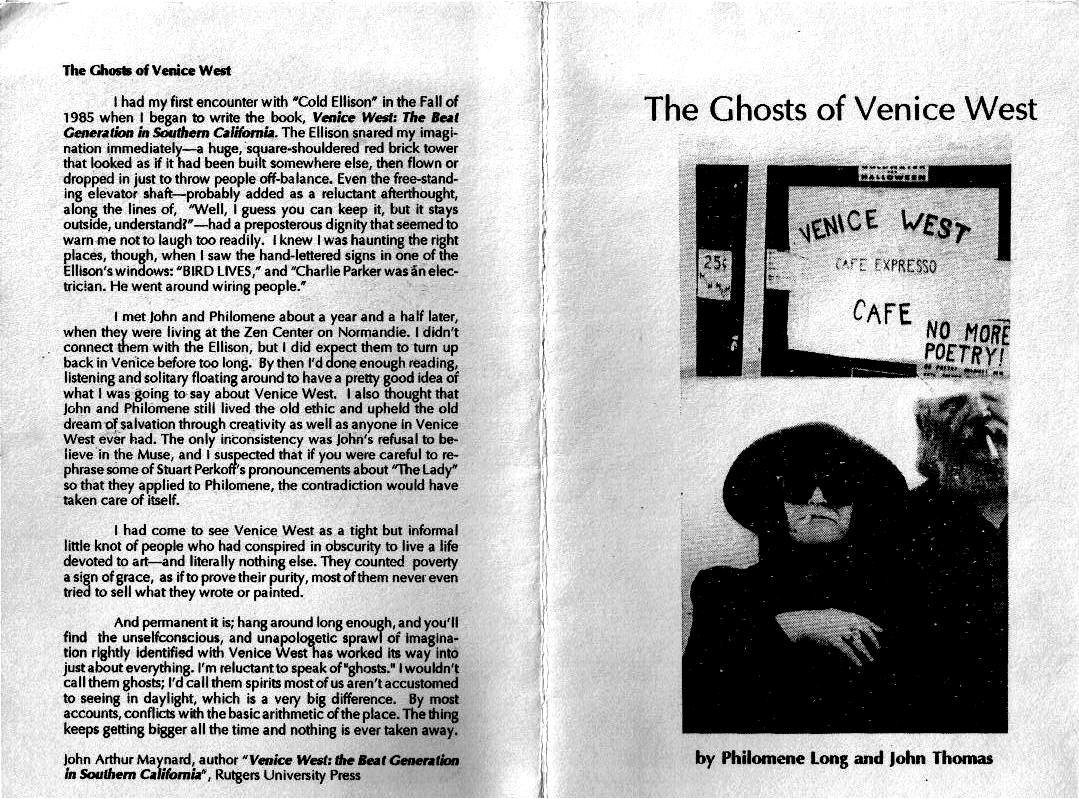 The Ghosts of Venice West
I had my first encounter with "Cold Ellison" in the Fall of
1985 when I began to write the book, Venice West: The Beat
Generation in Southern California. The Ellison snared my imagi-
nation immediately—a huge, square-shouldered red brick tower
that looked as if it had been built somewhere else, then flown or
dropped in just to throw people off-balance. Even the free-stand-
ing elevator shaft—probably added as a reluctant afterthought,
along the lines of, "Well, I guess you can keep it, but it stays
outside, understand?"—had a preposterous dignity that seemed to
warn me not to laugh too readily. I knew I was haunting the right
places, though, when I saw the hand-lettered signs in one of the
Ellison's windows: "BIRD LIVES," and "Charlie Parker was an elec-
trician. He went around wiring people."
I met John and Philomene about a year and a half later,
when they were living at the Zen Center on Normandie. I didn't
connect them with the Ellison, but I did expect them to turn up
back in Venice before too long. By then I'd done enough reading,
listening and solitary floating around to have a pretty good idea of
what I was going to say about Venice West. I also thought that
John and Philomene still lived the old ethic and upheld the old
dream of salvation through creativity as well as anyone in Venice
West ever had. The only inconsistency was John's refusal to be-
lieve in the Muse, and I suspected that if you were careful to re-
phrase some of Stuart Perkoff's pronouncements about "The Lady"
so that they applied to Philomene, the contradiction would have
taken care of itself.
I had come to see Venice West as a tight but informal
little knot of people who had conspired in obscurity to live a life
devoted to art—and literally nothing else. They counted poverty
a sign of grace, as if to prove their purity, most of them never even
tried to sell what they wrote or painted.
And permanent it is; hang around long enough, and you'll
find the unselfconscious, and unapologetic sprawl of imagina-
tion rightly identified with Venice West has worked its way into
just about everything. I'm reluctant to speak of "ghosts." I wouldn't
call them ghosts; I'd call them spirits most of us aren't accustomed
to seeing in daylight, which is a very big difference. By most
accounts, conflicts with the basic arithmetic of the place. The thing
keeps getting bigger all the time and nothing is ever taken away.
John Arthur Maynard, author "Venice West: the Beat Generation
in Southern California", Rutgers University Press
The Ghosts of Venice West
HALLOWEEN
VENICE WEST
CAFE EXPRESSO
CAFE
25¢
NO MORE
POETRY!
by Philomene Long and John Thomas